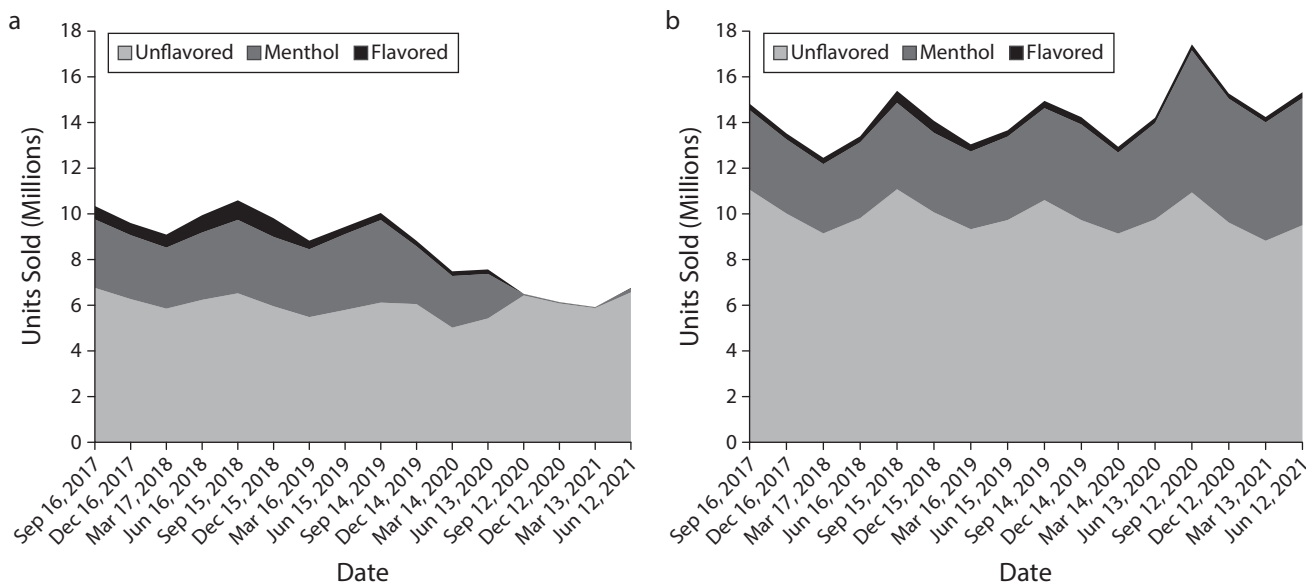 a
18
16
14
12
10
8
6
4
2
0
Units Sold (Millions)
Unflavored Menthol Flavored
Sep 16, 2017
Dec 16, 2017
Mar 17, 2018
Jun 16, 2018
Sep 15, 2018
Dec 15, 2018
Mar 16, 2019
Jun 15, 2019
Sep 14, 2019
Dec 14, 2019
Mar 14, 2020
Jun 13, 2020
Sep 12, 2020
Dec 12, 2020
Mar 13, 2021
Jun 12, 2021
Date
b
18
16
14
12
10
8
6
4
2
0
Units Sold (Millions)
Unflavored Menthol Flavored
Sep 16, 2017
Dec 16, 2017
Mar 17, 2018
Jun 16, 2018
Sep 15, 2018
Dec 15, 2018
Mar 16, 2019
Jun 15, 2019
Sep 14, 2019
Dec 14, 2019
Mar 14, 2020
Jun 13, 2020
Sep 12, 2020
Dec 12, 2020
Mar 13, 2021
Jun 12, 2021
Date